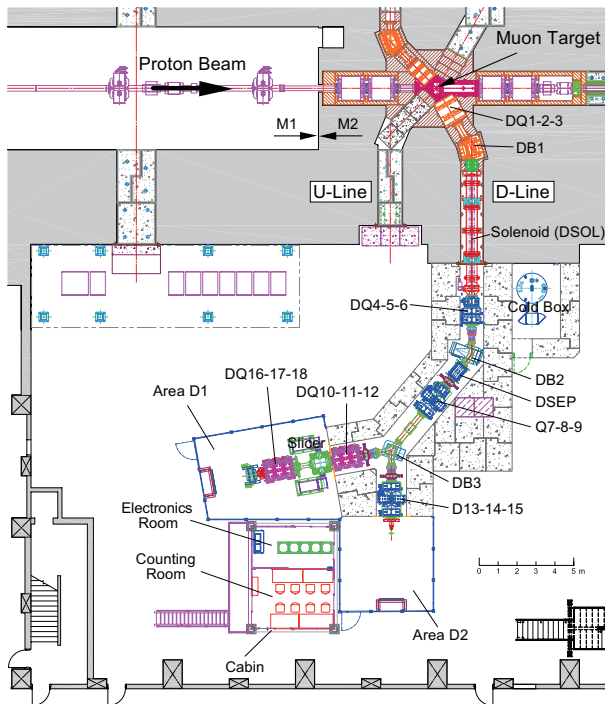 Muon Target
Proton Beam
DQ1-2-3
M1
M2
DB1
U-Line
D-Line
Solenoid (DSOL)
DQ4-5-6
Cold Box
DQ16-17-18
DQ10-11-12
DB2
Area D1
DSEP
Slider
Q7-8-9
DB3
D13-14-15
Electronics
Room
Counting
Room
0 1 2 3 4 5 m
Area D2
Cabin